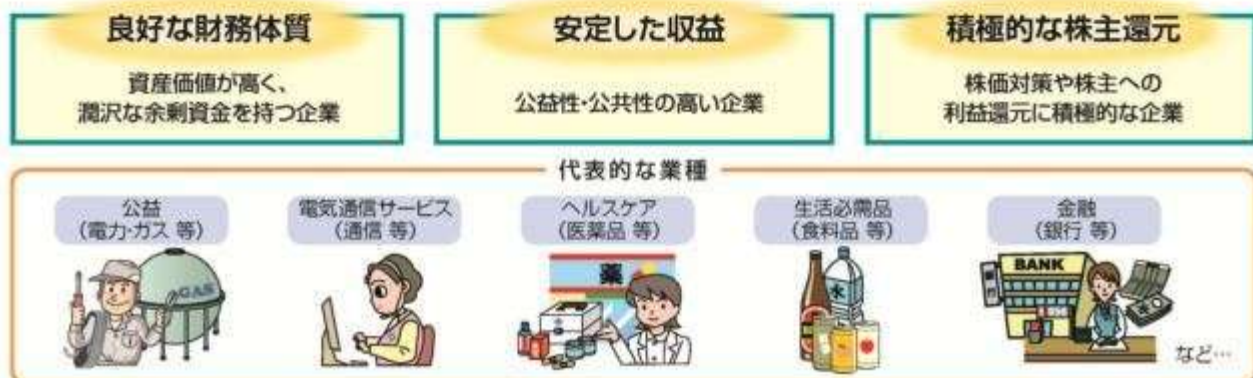 良好な財務体質
資産価値が高く、
潤沢な余剰資金を持つ企業
安定した収益
公益性・公共性の高い企業
積極的な株主還元
株価対策や株主への
利益還元に積極的な企業
代表的な業種
公益
(電力・ガス 等)
電気通信サービス
(通信 等)
ヘルスケア
(医薬品 等)
生活必需品
(食料品 等)
金融
(銀行 等)
GAS
薬
水
BANK
銀行
など…